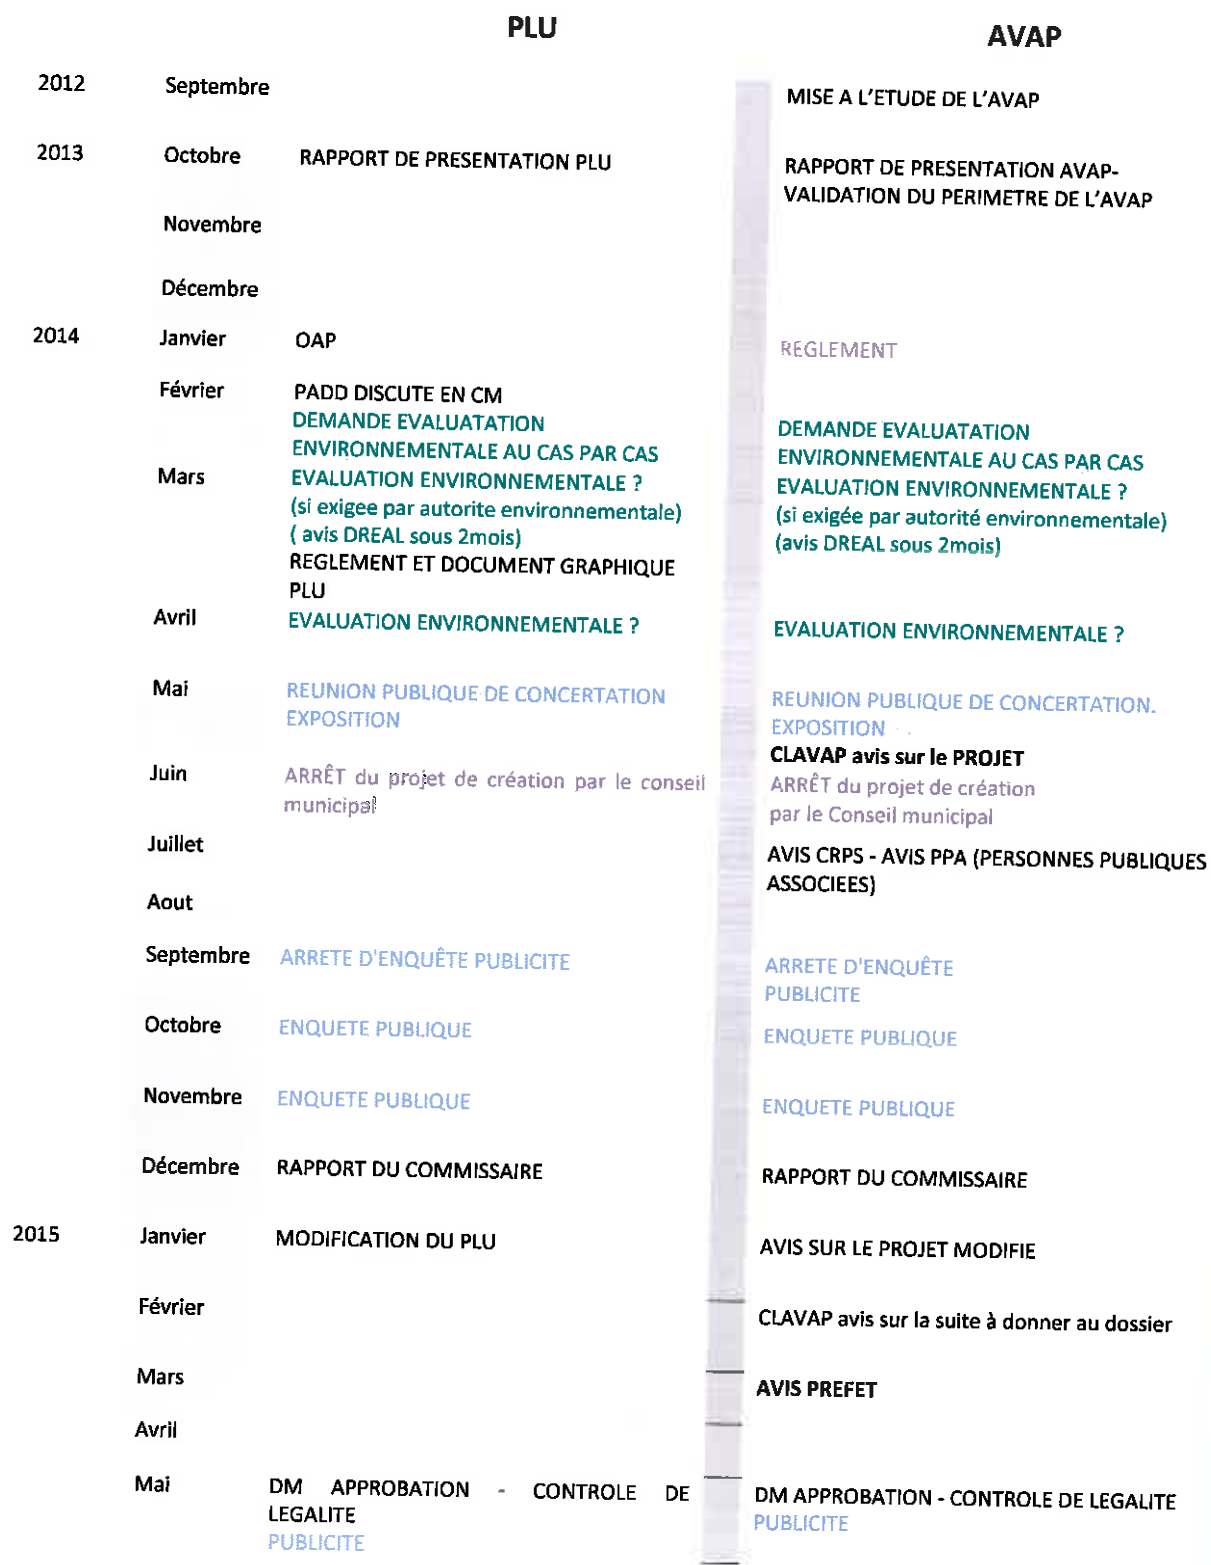 PLU
AVAP
2012 Septembre
MISE A L'ETUDE DE L'AVAP
2013 Octobre RAPPORT DE PRESENTATION PLU
RAPPORT DE PRESENTATION AVAP-
VALIDATION DU PERIMETRE DE L'AVAP
Novembre
Décembre
2014 Janvier OAP
REGLEMENT
Février PADD DISCUTE EN CM
DEMANDE EVALUATATION
ENVIRONNEMENTALE AU CAS PAR CAS
DEMANDE EVALUATATION
ENVIRONNEMENTALE AU CAS PAR CAS
Mars EVALUATION ENVIRONNEMENTALE ?
(si exigee par autorite environnementale)
( avis DREAL sous 2mois)
REGLEMENT ET DOCUMENT GRAPHIQUE
PLU
EVALUATION ENVIRONNEMENTALE ?
(si exigée par autorité environnementale)
(avis DREAL sous 2mois)
Avril EVALUATION ENVIRONNEMENTALE ?
EVALUATION ENVIRONNEMENTALE ?
Mai REUNION PUBLIQUE DE CONCERTATION
EXPOSITION
REUNION PUBLIQUE DE CONCERTATION.
EXPOSITION
CLAVAP avis sur le PROJET
Juin ARRÊT du projet de création par le conseil
municipal
ARRÊT du projet de création
par le Conseil municipal
Juillet
AVIS CRPS - AVIS PPA (PERSONNES PUBLIQUES
ASSOCIEES)
Aout
Septembre ARRETE D'ENQUÊTE PUBLICITE
ARRETE D'ENQUÊTE
PUBLICITE
Octobre ENQUETE PUBLIQUE
ENQUETE PUBLIQUE
Novembre ENQUETE PUBLIQUE
ENQUETE PUBLIQUE
Décembre RAPPORT DU COMMISSAIRE
RAPPORT DU COMMISSAIRE
2015 Janvier MODIFICATION DU PLU
AVIS SUR LE PROJET MODIFIE
Février
CLAVAP avis sur la suite à donner au dossier
Mars
AVIS PREFET
Avril
Mai DM APPROBATION - CONTROLE DE
LEGALITE
PUBLICITE
DM APPROBATION - CONTROLE DE LEGALITE
PUBLICITE